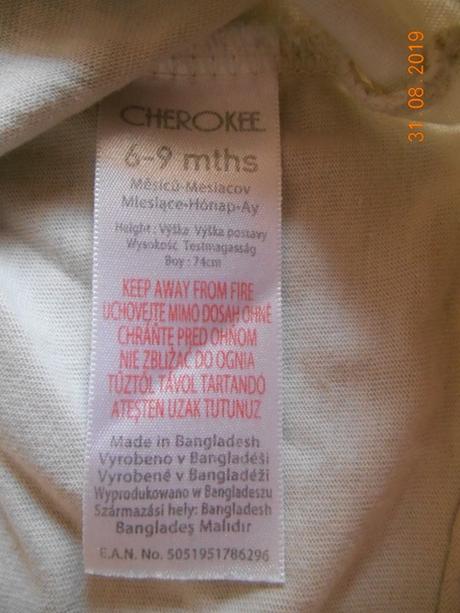 CHEROKEE
6-9 mths
Měsíců-Mesiacov
Miesiące-Hónap-Ay
Height : Výška Výška postavy
Wysokość Testmagasság
Boy : 74cm
KEEP AWAY FROM FIRE
UCHOVEJTE MIMO DOSAH OHNĚ
CHRÁŇTE PRED OHŇOM
NIE ZBLIŻAĆ DO OGNIA
TŰZTŐL TÁVOL TARTANDÓ
ATEŞTEN UZAK TUTUNUZ
Made in Bangladesh
Vyrobeno v Bangladéši
Vyrobené v Bangladéži
Wyprodukowano w Bangladeszu
Származási hely: Bangladesh
Bangladeş Malıdır
E.A.N. No. 5051951786296
31 08 2019